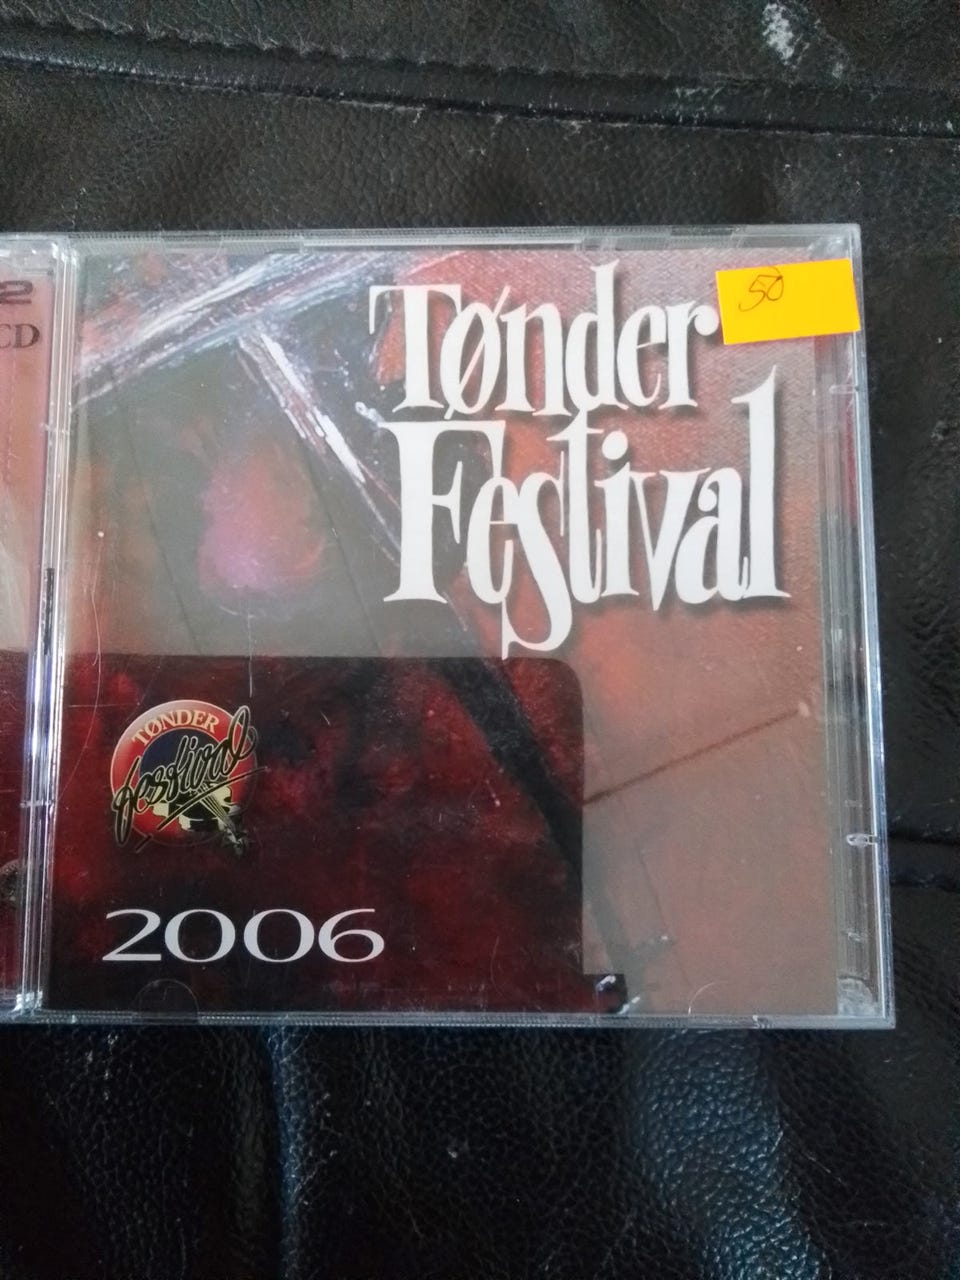 2
CD
Tønder
Festival
50
TØNDER
festival
2006